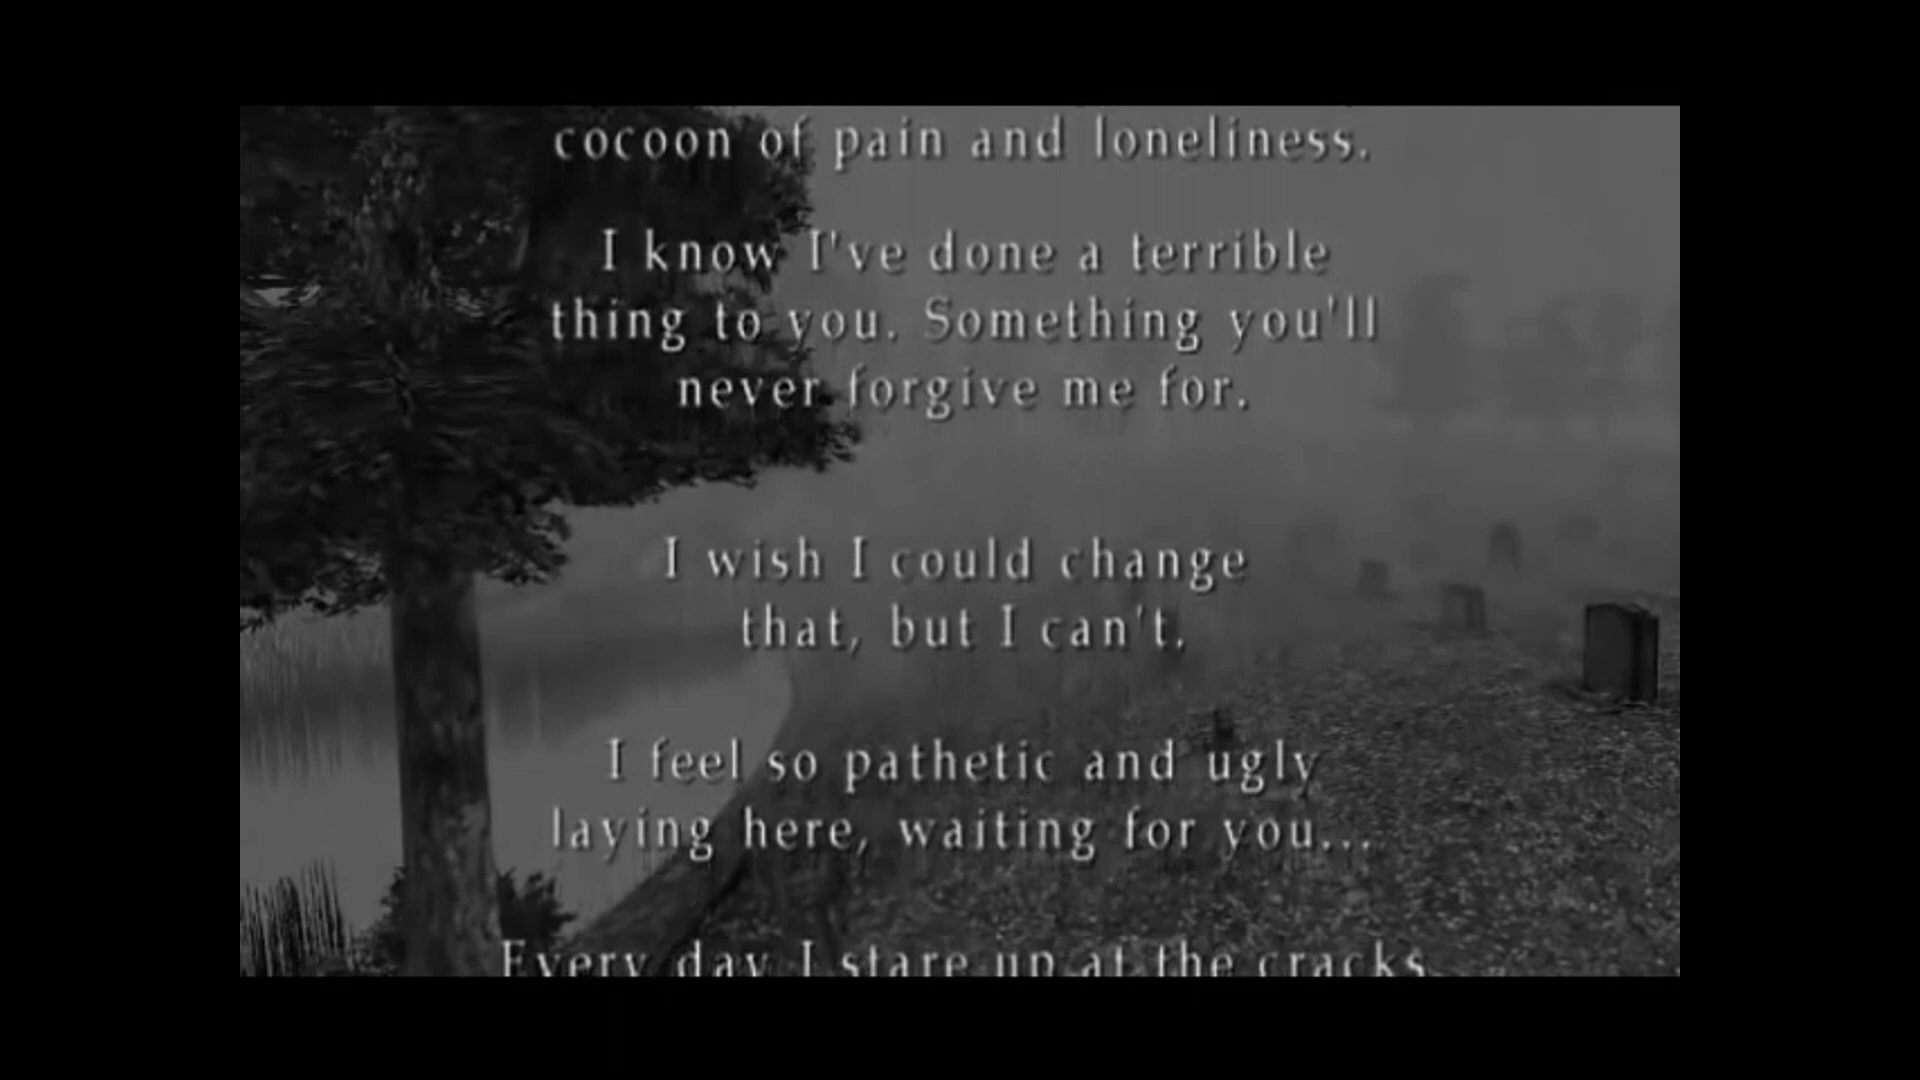 cocoon of pain and loneliness.
I know I've done a terrible
thing to you. Something you'll
never forgive me for.
I wish I could change
that, but I can't.
I feel so pathetic and ugly
laying here, waiting for you...
Every day I stare up at the cracks